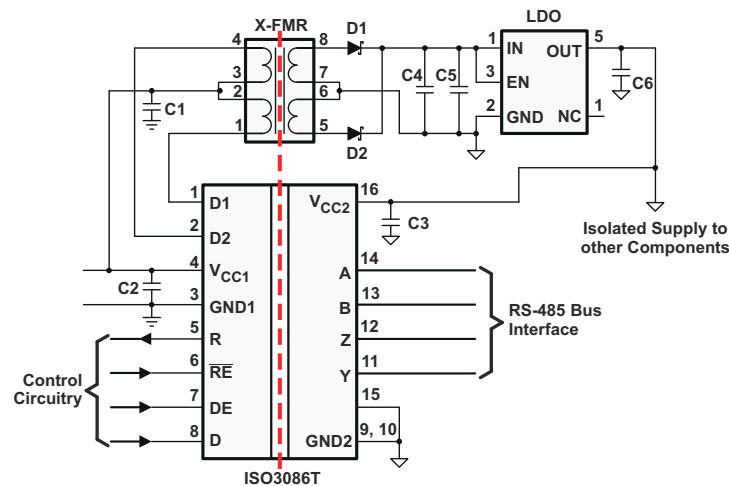 X-FMR
D1
LDO
4
8
1
IN
OUT
5
3
2
7
6
C1
C4
C5
3
EN
C6
2
GND
NC
1
1
5
D2
1
D1
16
V_CC2
C3
2
D2
Isolated Supply to
other Components
4
V_CC1
C2
14
A
3
GND1
13
B
RS-485 Bus
Interface
5
R
12
Z
Control
Circuitry
6
RE
11
Y
7
DE
15
8
D
GND2
9, 10
ISO3086T